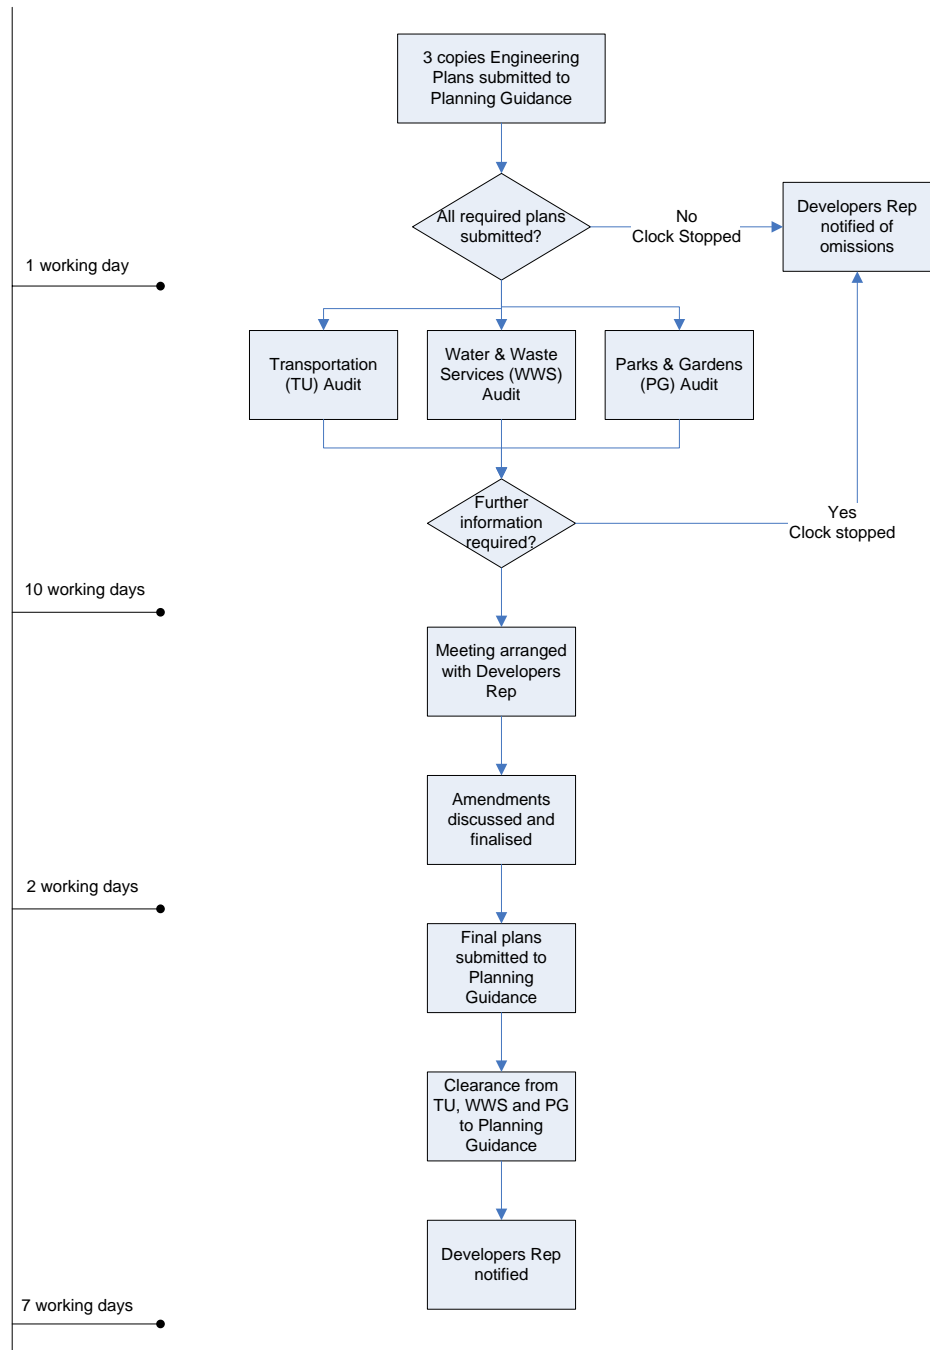 3 copies Engineering
Plans submitted to
Planning Guidance
All required plans
submitted?
No
Clock Stopped
Developers Rep
notified of
omissions
1 working day
Transportation
(TU) Audit
Water & Waste
Services (WWS)
Audit
Parks & Gardens
(PG) Audit
Further
information
required?
Yes
Clock stopped
10 working days
Meeting arranged
with Developers
Rep
Amendments
discussed and
finalised
2 working days
Final plans
submitted to
Planning
Guidance
Clearance from
TU, WWS and PG
to Planning
Guidance
Developers Rep
notified
7 working days